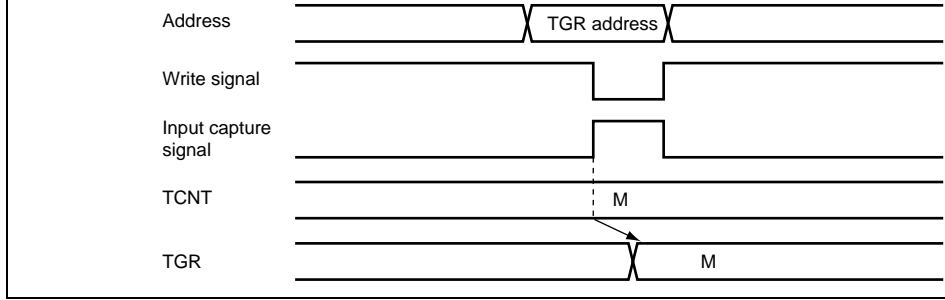 Address
TGR address
Write signal
Input capture
signal
TCNT
M
TGR
M